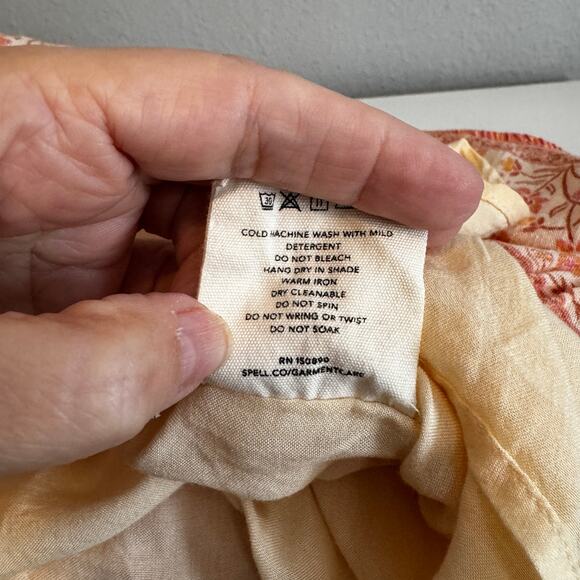 30
COLD MACHINE WASH WITH MILD
DETERGENT
DO NOT BLEACH
HANG DRY IN SHADE
WARM IRON
DRY CLEANABLE
DO NOT SPIN
DO NOT WRING OR TWIST
DO NOT SOAK
RN 150890
SPELL.CO/GARMENTCARE